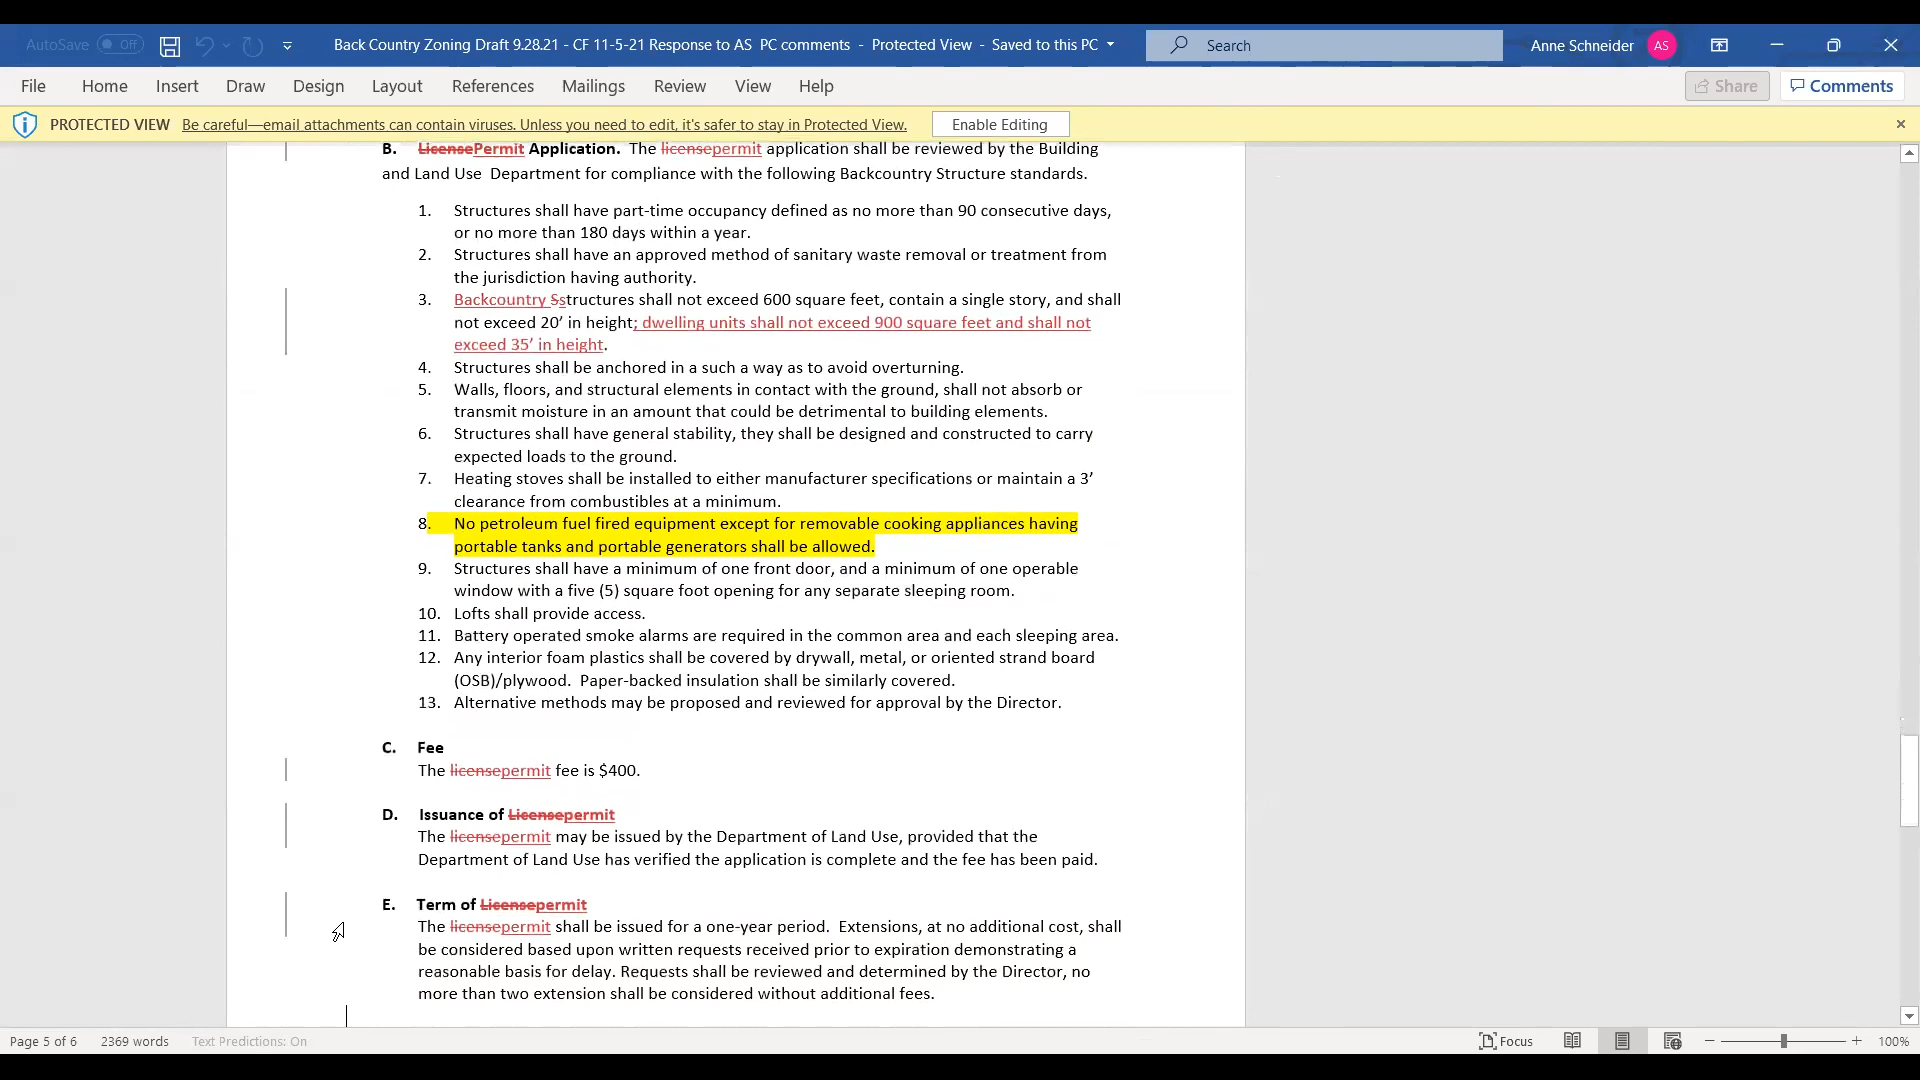 AutoSave Off Back Country Zoning Draft 9.28.21 - CF 11-5-21 Response to AS PC comments - Protected View - Saved to this PC Search Anne Schneider AS
File Home Insert Draw Design Layout References Mailings Review View Help Share Comments
PROTECTED VIEW Be careful—email attachments can contain viruses. Unless you need to edit, it's safer to stay in Protected View. Enable Editing
B. LicensePermit Application. The licensepermit application shall be reviewed by the Building
and Land Use Department for compliance with the following Backcountry Structure standards.
1. Structures shall have part-time occupancy defined as no more than 90 consecutive days,
or no more than 180 days within a year.
2. Structures shall have an approved method of sanitary waste removal or treatment from
the jurisdiction having authority.
3. Backcountry Sstructures shall not exceed 600 square feet, contain a single story, and shall
not exceed 20’ in height; dwelling units shall not exceed 900 square feet and shall not
exceed 35’ in height.
4. Structures shall be anchored in a such a way as to avoid overturning.
5. Walls, floors, and structural elements in contact with the ground, shall not absorb or
transmit moisture in an amount that could be detrimental to building elements.
6. Structures shall have general stability, they shall be designed and constructed to carry
expected loads to the ground.
7. Heating stoves shall be installed to either manufacturer specifications or maintain a 3’
clearance from combustibles at a minimum.
8. No petroleum fuel fired equipment except for removable cooking appliances having
portable tanks and portable generators shall be allowed.
9. Structures shall have a minimum of one front door, and a minimum of one operable
window with a five (5) square foot opening for any separate sleeping room.
10. Lofts shall provide access.
11. Battery operated smoke alarms are required in the common area and each sleeping area.
12. Any interior foam plastics shall be covered by drywall, metal, or oriented strand board
(OSB)/plywood. Paper-backed insulation shall be similarly covered.
13. Alternative methods may be proposed and reviewed for approval by the Director.
C. Fee
The licensepermit fee is $400.
D. Issuance of Licensepermit
The licensepermit may be issued by the Department of Land Use, provided that the
Department of Land Use has verified the application is complete and the fee has been paid.
E. Term of Licensepermit
The licensepermit shall be issued for a one-year period. Extensions, at no additional cost, shall
be considered based upon written requests received prior to expiration demonstrating a
reasonable basis for delay. Requests shall be reviewed and determined by the Director, no
more than two extension shall be considered without additional fees.
Page 5 of 6 2369 words Text Predictions: On Focus 100%